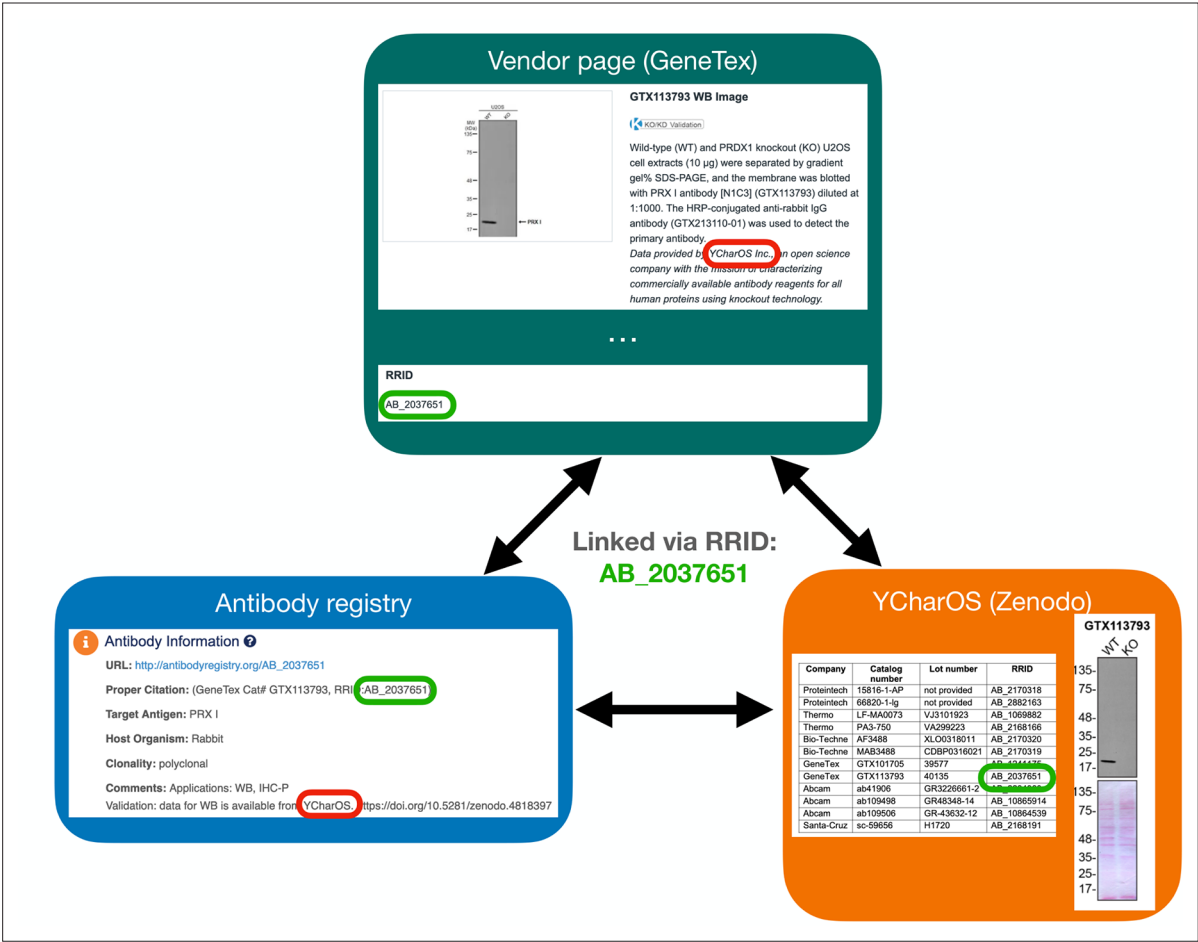 Vendor page (GeneTex)
U2OS
WT KO
MW
(kDa)
135
75
48
35
25
17
PRX I
GTX113793 WB Image
KO/KD Validation
Wild-type (WT) and PRDX1 knockout (KO) U2OS
cell extracts (10 µg) were separated by gradient
gel% SDS-PAGE, and the membrane was blotted
with PRX I antibody [N1C3] (GTX113793) diluted at
1:1000. The HRP-conjugated anti-rabbit IgG
antibody (GTX213110-01) was used to detect the
primary antibody.
Data provided by YCharOS Inc., an open science
company with the mission of characterizing
commercially available antibody reagents for all
human proteins using knockout technology.
...
RRID
AB_2037651
Linked via RRID:
AB_2037651
Antibody registry
i Antibody Information ?
URL: http://antibodyregistry.org/AB_2037651
Proper Citation: (GeneTex Cat# GTX113793, RRID:AB_2037651)
Target Antigen: PRX I
Host Organism: Rabbit
Clonality: polyclonal
Comments: Applications: WB, IHC-P
Validation: data for WB is available from YCharOS. https://doi.org/10.5281/zenodo.4818397
YCharOS (Zenodo)
Company Catalog number Lot number RRID
Proteintech 15816-1-AP not provided AB_2170318
Proteintech 66820-1-Ig not provided AB_2882163
Thermo LF-MA0073 VJ3101923 AB_1069882
Thermo PA3-750 VA299223 AB_2168166
Bio-Techne AF3488 XLO0318011 AB_2170320
Bio-Techne MAB3488 CDBP0316021 AB_2170319
GeneTex GTX101705 39577
GeneTex GTX113793 40135 AB_2037651
Abcam ab41906 GR3226661-2
Abcam ab109498 GR48348-14 AB_10865914
Abcam ab109506 GR-43632-12 AB_10864539
Santa-Cruz sc-59656 H1720 AB_2168191
GTX113793
WT KO
135-
75-
48-
35-
25-
17-
135-
75-
48-
35-
25-
17-